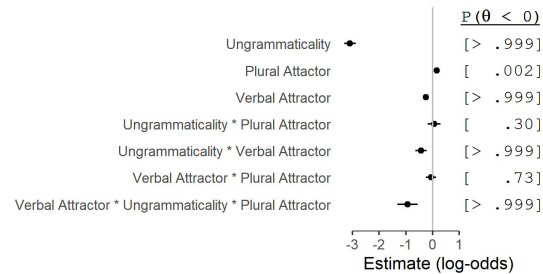 P(θ < 0)
Ungrammaticality [> .999]
Plural Attactor [ .002]
Verbal Attractor [> .999]
Ungrammaticality * Plural Attractor [ .30]
Ungrammaticality * Verbal Attractor [> .999]
Verbal Attractor * Plural Attractor [ .73]
Verbal Attractor * Ungrammaticality * Plural Attractor [> .999]
-3 -2 -1 0 1
Estimate (log-odds)